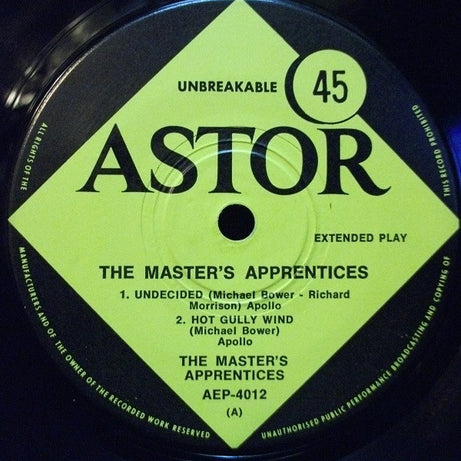 UNBREAKABLE
45
ASTOR
EXTENDED PLAY
THE MASTER'S APPRENTICES
1. UNDECIDED (Michael Bower - Richard
Morrison) Apollo
2. HOT GULLY WIND
(Michael Bower)
Apollo
THE MASTER'S
APPRENTICES
AEP-4012
(A)
ALL RIGHTS OF THE
MANUFACTURERS AND OF THE OWNER OF THE RECORDED WORK RESERVED
UNAUTHORISED PUBLIC PERFORMANCE BROADCASTING AND COPYING OF
THIS RECORD PROHIBITED